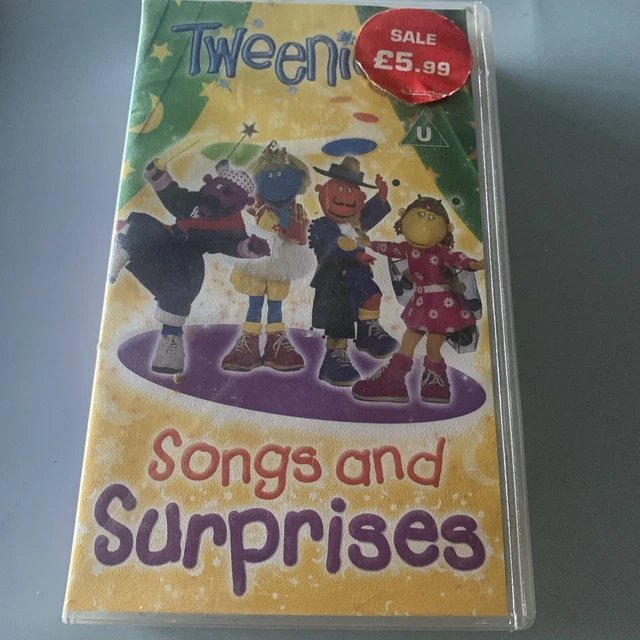 Tweenie
SALE
£5.99
U
Songs and
Surprises